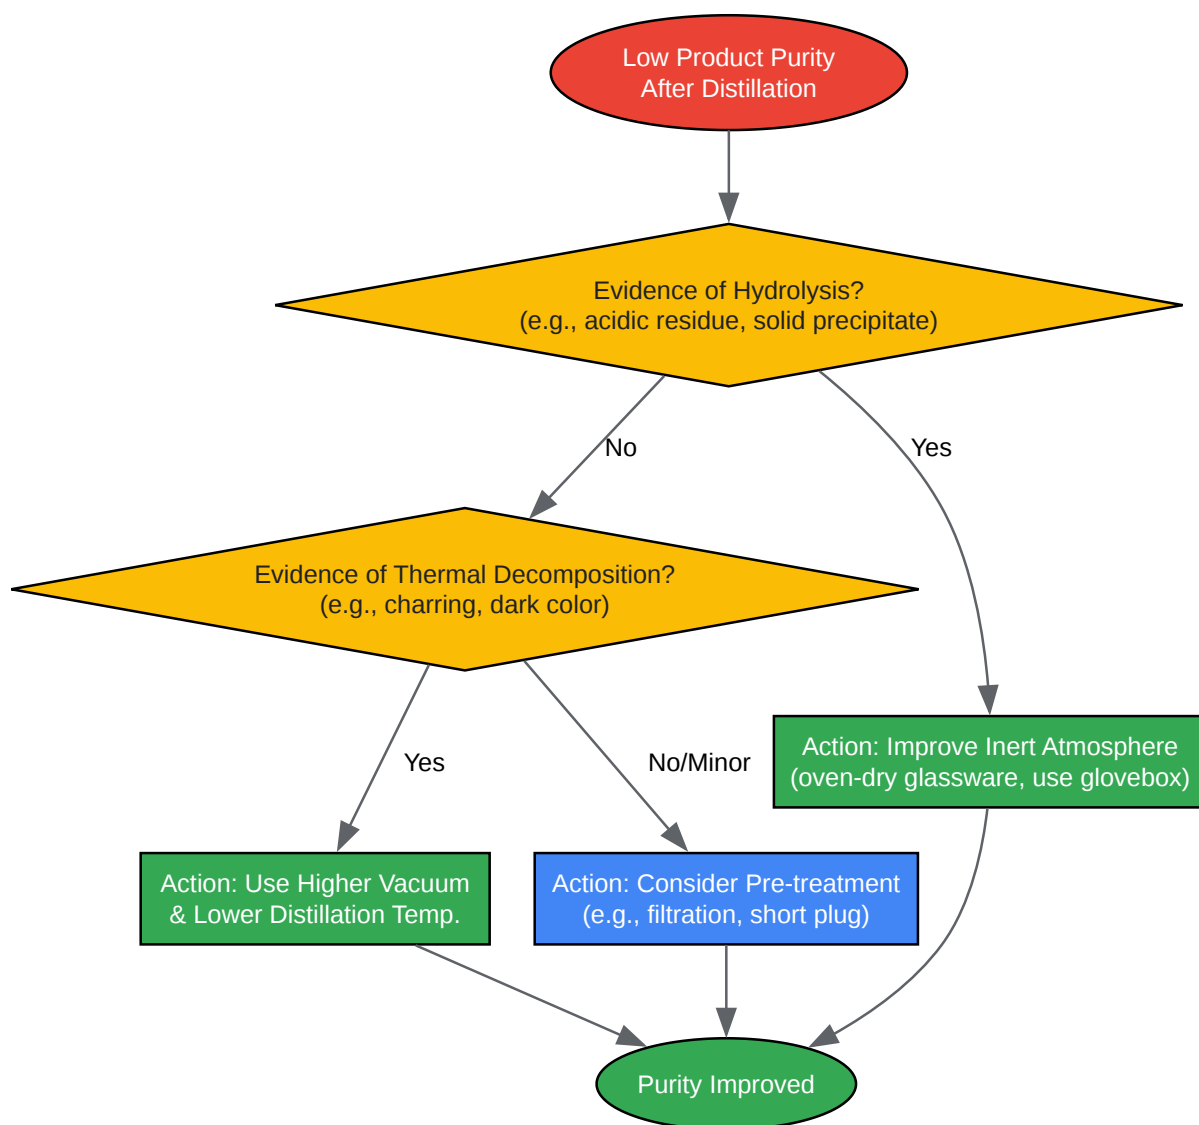 Low Product Purity
After Distillation
Evidence of Hydrolysis?
(e.g., acidic residue, solid precipitate)
No
Yes
Evidence of Thermal Decomposition?
(e.g., charring, dark color)
Yes
No/Minor
Action: Improve Inert Atmosphere
(oven-dry glassware, use glovebox)
Action: Use Higher Vacuum
& Lower Distillation Temp.
Action: Consider Pre-treatment
(e.g., filtration, short plug)
Purity Improved